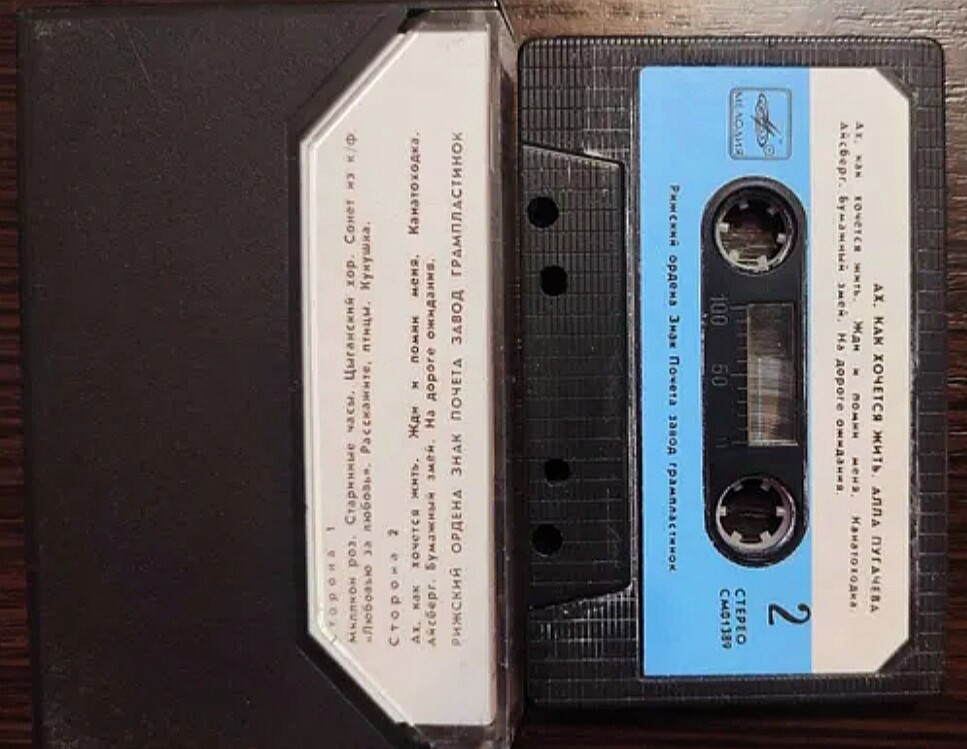 Сторона 1
Миллион роз. Старинные часы. Цыганский хор. Сонет из к/ф
«Любовью за любовь». Расскажите, птицы. Кукушка.
Сторона 2
Ах, как хочется жить. Жди и помни меня. Канатоходка.
Айсберг. Бумажный змей. На дороге ожидания.
РИЖСКИЙ ОРДЕНА ЗНАК ПОЧЕТА ЗАВОД ГРАМПЛАСТИНОК
АХ, КАК ХОЧЕТСЯ ЖИТЬ. АЛЛА ПУГАЧЕВА
Ах, как хочется жить. Жди и помни меня. Канатоходка.
Айсберг. Бумажный змей. На дороге ожидания.
МЕЛОДИЯ
2
СТЕРЕО
СМ01389
100 50
Рижский ордена Знак Почета завод грампластинок